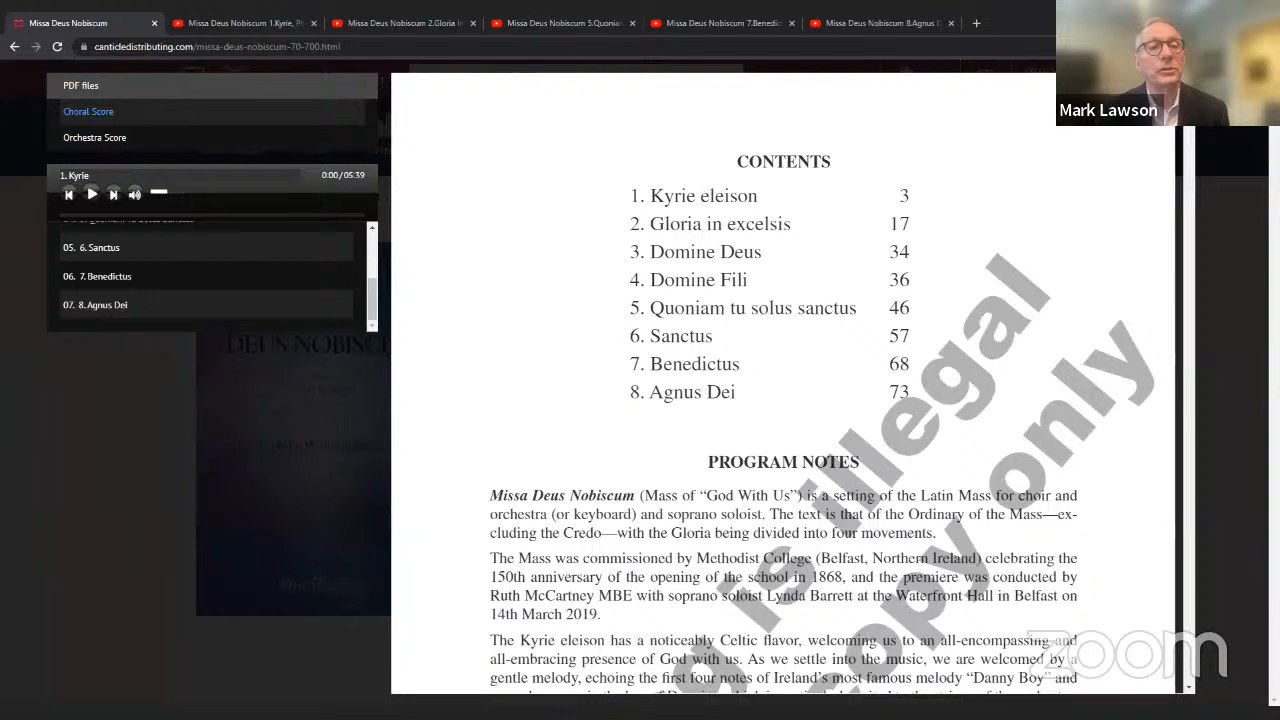 Missa Deus Nobiscum
Missa Deus Nobiscum 1.Kyrie, P
Missa Deus Nobiscum 2.Gloria I
Missa Deus Nobiscum 5.Quonian
Missa Deus Nobiscum 7.Benedic
Missa Deus Nobiscum 8.Agnus D
canticledistributing.com/missa-deus-nobiscum-70-700.html
Mark Lawson
PDF files
Choral Score
Orchestra Score
1. Kyrie 0:00/05:39
05. 6.Sanctus
06. 7.Benedictus
07. 8.Agnus Dei
DEUS NOBISC
CONTENTS
1. Kyrie eleison 3
2. Gloria in excelsis 17
3. Domine Deus 34
4. Domine Fili 36
5. Quoniam tu solus sanctus 46
6. Sanctus 57
7. Benedictus 68
8. Agnus Dei 73
PROGRAM NOTES
Missa Deus Nobiscum (Mass of “God With Us”) is a setting of the Latin Mass for choir and
orchestra (or keyboard) and soprano soloist. The text is that of the Ordinary of the Mass—ex-
cluding the Credo—with the Gloria being divided into four movements.
The Mass was commissioned by Methodist College (Belfast, Northern Ireland) celebrating the
150th anniversary of the opening of the school in 1868, and the premiere was conducted by
Ruth McCartney MBE with soprano soloist Lynda Barrett at the Waterfront Hall in Belfast on
14th March 2019.
The Kyrie eleison has a noticeably Celtic flavor, welcoming us to an all-encompassing and
all-embracing presence of God with us. As we settle into the music, we are welcomed by a
gentle melody, echoing the first four notes of Ireland’s most famous melody “Danny Boy” and
g is illegal
copy only
zoom